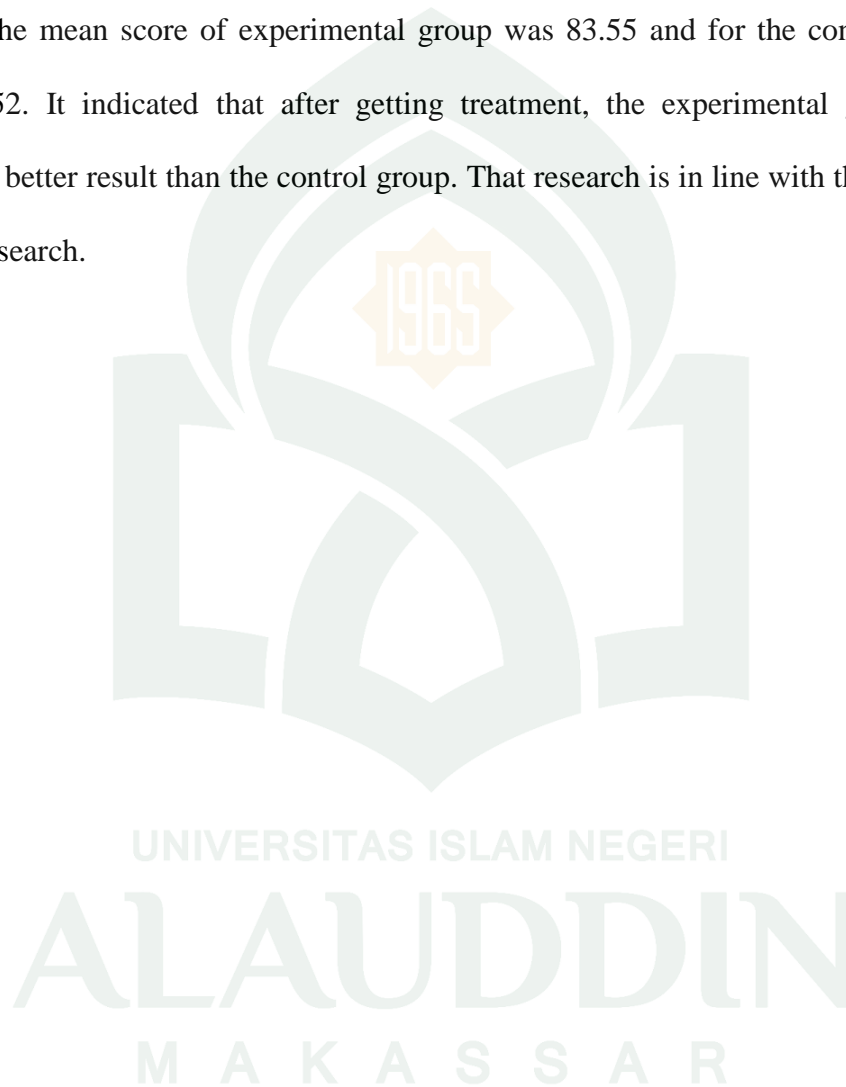 he mean score of experimental group was 83.55 and for the con
52. It indicated that after getting treatment, the experimental
better result than the control group. That research is in line with th
search.
1965
UNIVERSITAS ISLAM NEGERI
ALAUDDIN
MAKASSAR